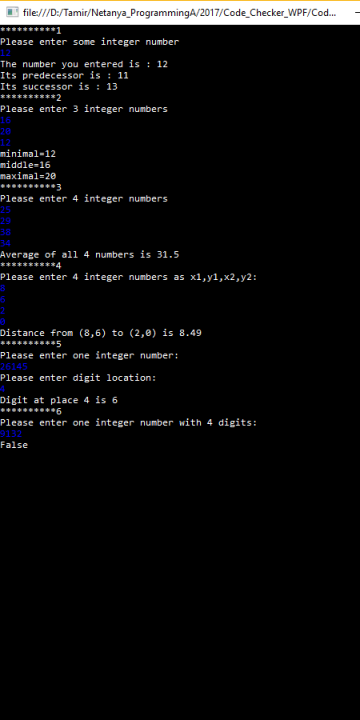 file:///D:/Tamir/Netanya_ProgrammingA/2017/Code_Checker_WPF/Cod...
**********1
Please enter some integer number
12
The number you entered is : 12
Its predecessor is : 11
Its successor is : 13
**********2
Please enter 3 integer numbers
16
20
12
minimal=12
middle=16
maximal=20
**********3
Please enter 4 integer numbers
25
29
38
34
Average of all 4 numbers is 31.5
**********4
Please enter 4 integer numbers as x1,y1,x2,y2:
8
6
2
0
Distance from (8,6) to (2,0) is 8.49
**********5
Please enter one integer number:
Please enter digit location:
4
Digit at place 4 is 6
**********6
Please enter one integer number with 4 digits:
False